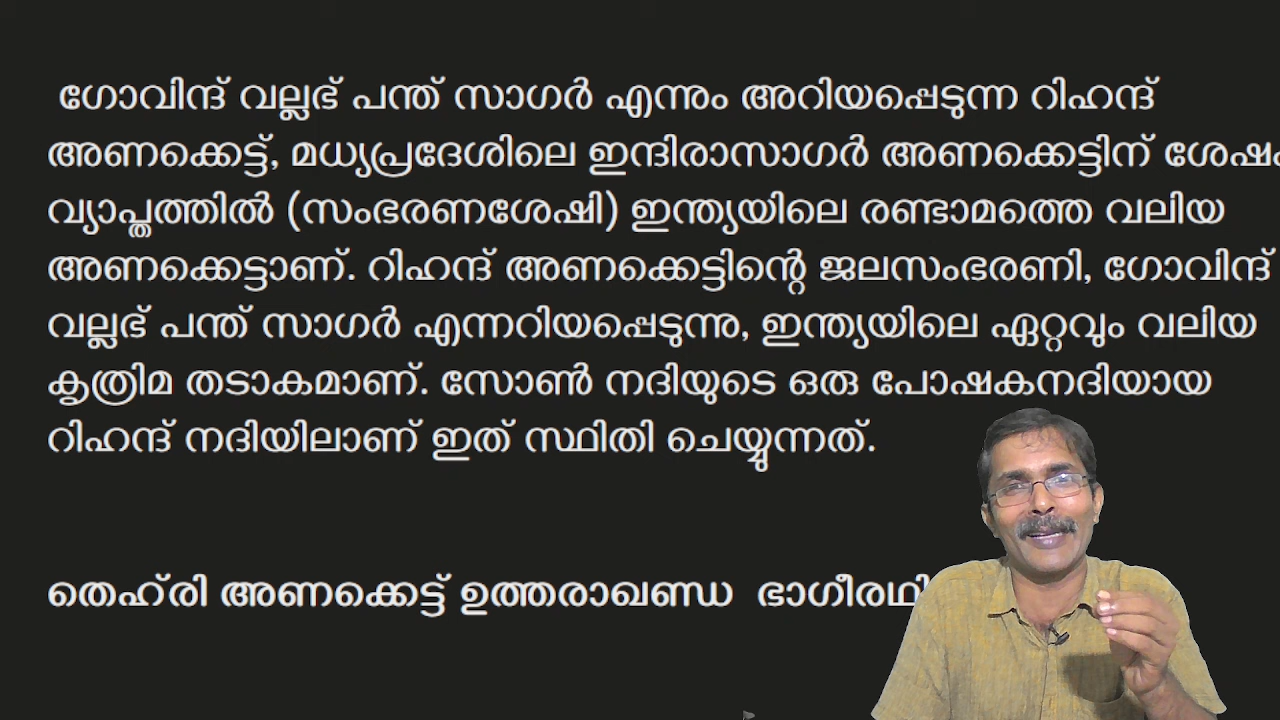 ഗോവിന്ദ് വല്ലഭ് പന്ത് സാഗർ എന്നും അറിയപ്പെടുന്ന റിഹന്ദ്
അണക്കെട്ട്, മധ്യപ്രദേശിലെ ഇന്ദിരാസാഗർ അണക്കെട്ടിന് ശേഷം
വ്യാപ്തത്തിൽ (സംഭരണശേഷി) ഇന്ത്യയിലെ രണ്ടാമത്തെ വലിയ
അണക്കെട്ടാണ്. റിഹന്ദ് അണക്കെട്ടിന്റെ ജലസംഭരണി, ഗോവിന്ദ്
വല്ലഭ് പന്ത് സാഗർ എന്നറിയപ്പെടുന്നു, ഇന്ത്യയിലെ ഏറ്റവും വലിയ
കൃത്രിമ തടാകമാണ്. സോൺ നദിയുടെ ഒരു പോഷകനദിയായ
റിഹന്ദ് നദിയിലാണ് ഇത് സ്ഥിതി ചെയ്യുന്നത്.
തെഹ്‌രി അണക്കെട്ട് ഉത്തരാഖണ്ഡ ഭാഗീരഥി